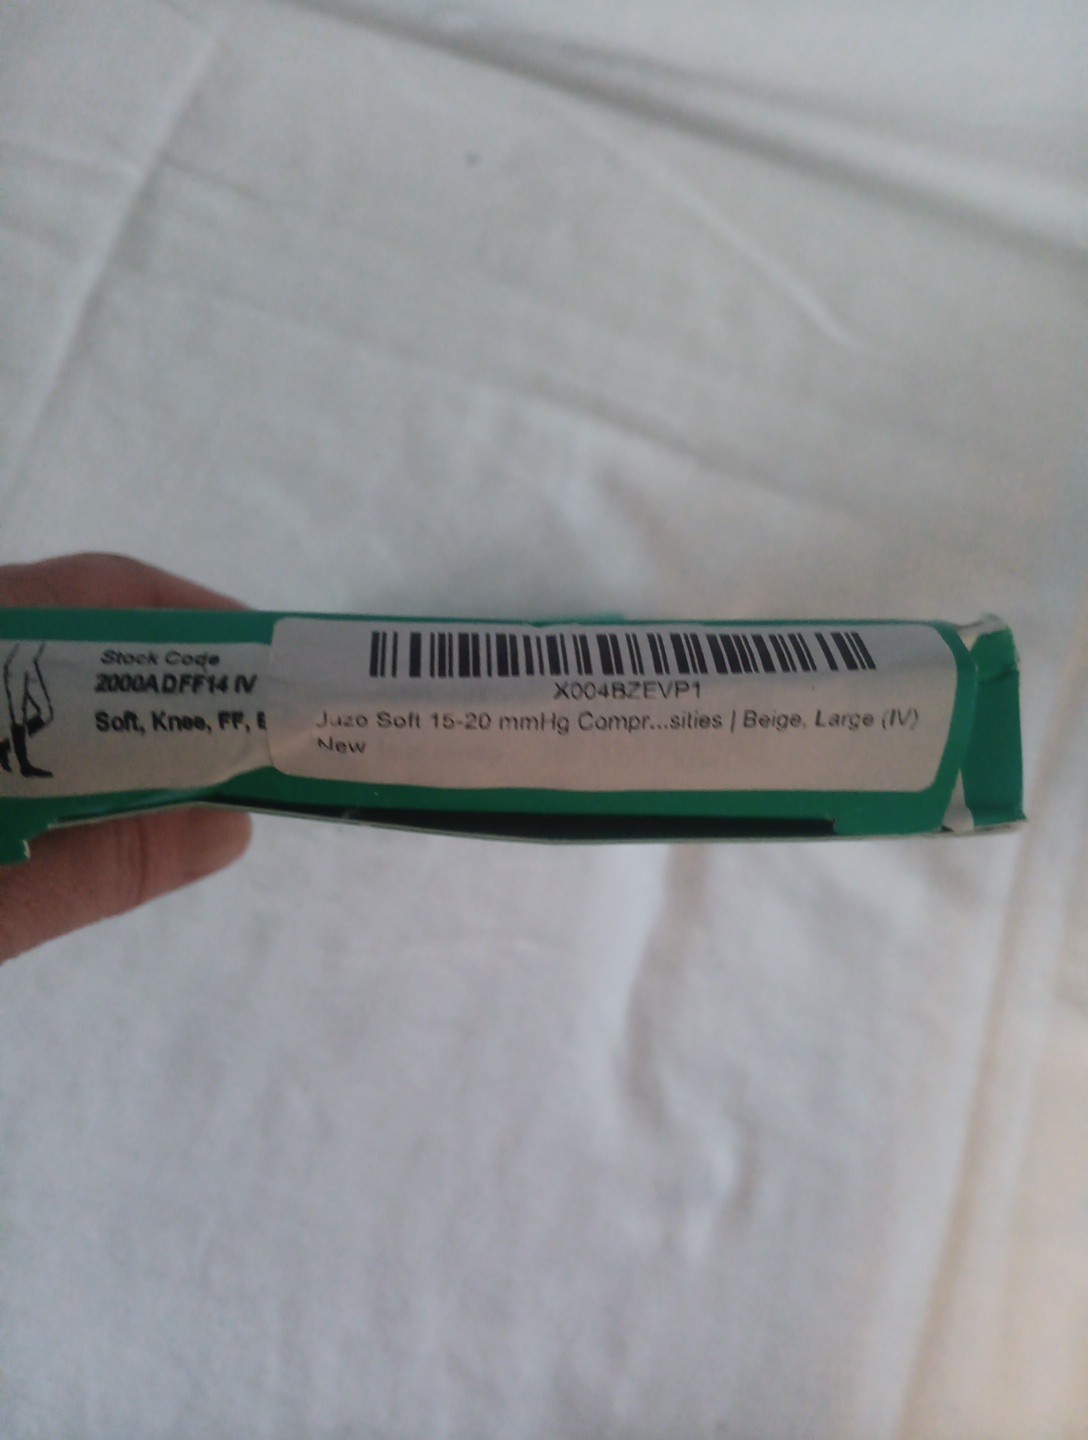 Stock Code
2000ADFF14 IV
Soft, Knee, FF,
X004BZEVP1
Juzo Soft 15-20 mmHg Compr...sities | Beige, Large (IV)
New